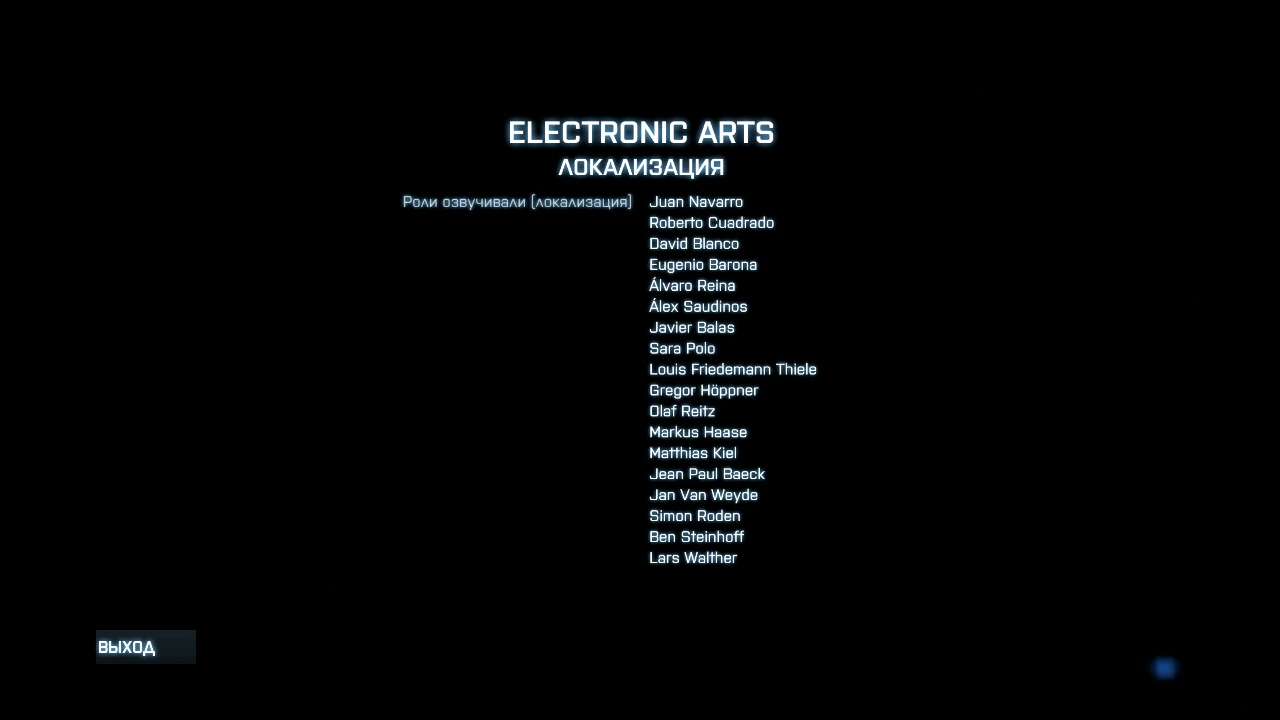 ELECTRONIC ARTS
ЛОКАЛИЗАЦИЯ
Роли озвучивали (локализация) Juan Navarro
Roberto Cuadrado
David Blanco
Eugenio Barona
Álvaro Reina
Álex Saudinos
Javier Balas
Sara Polo
Louis Friedemann Thiele
Gregor Höppner
Olaf Reitz
Markus Haase
Matthias Kiel
Jean Paul Baeck
Jan Van Weyde
Simon Roden
Ben Steinhoff
Lars Walther
ВЫХОД